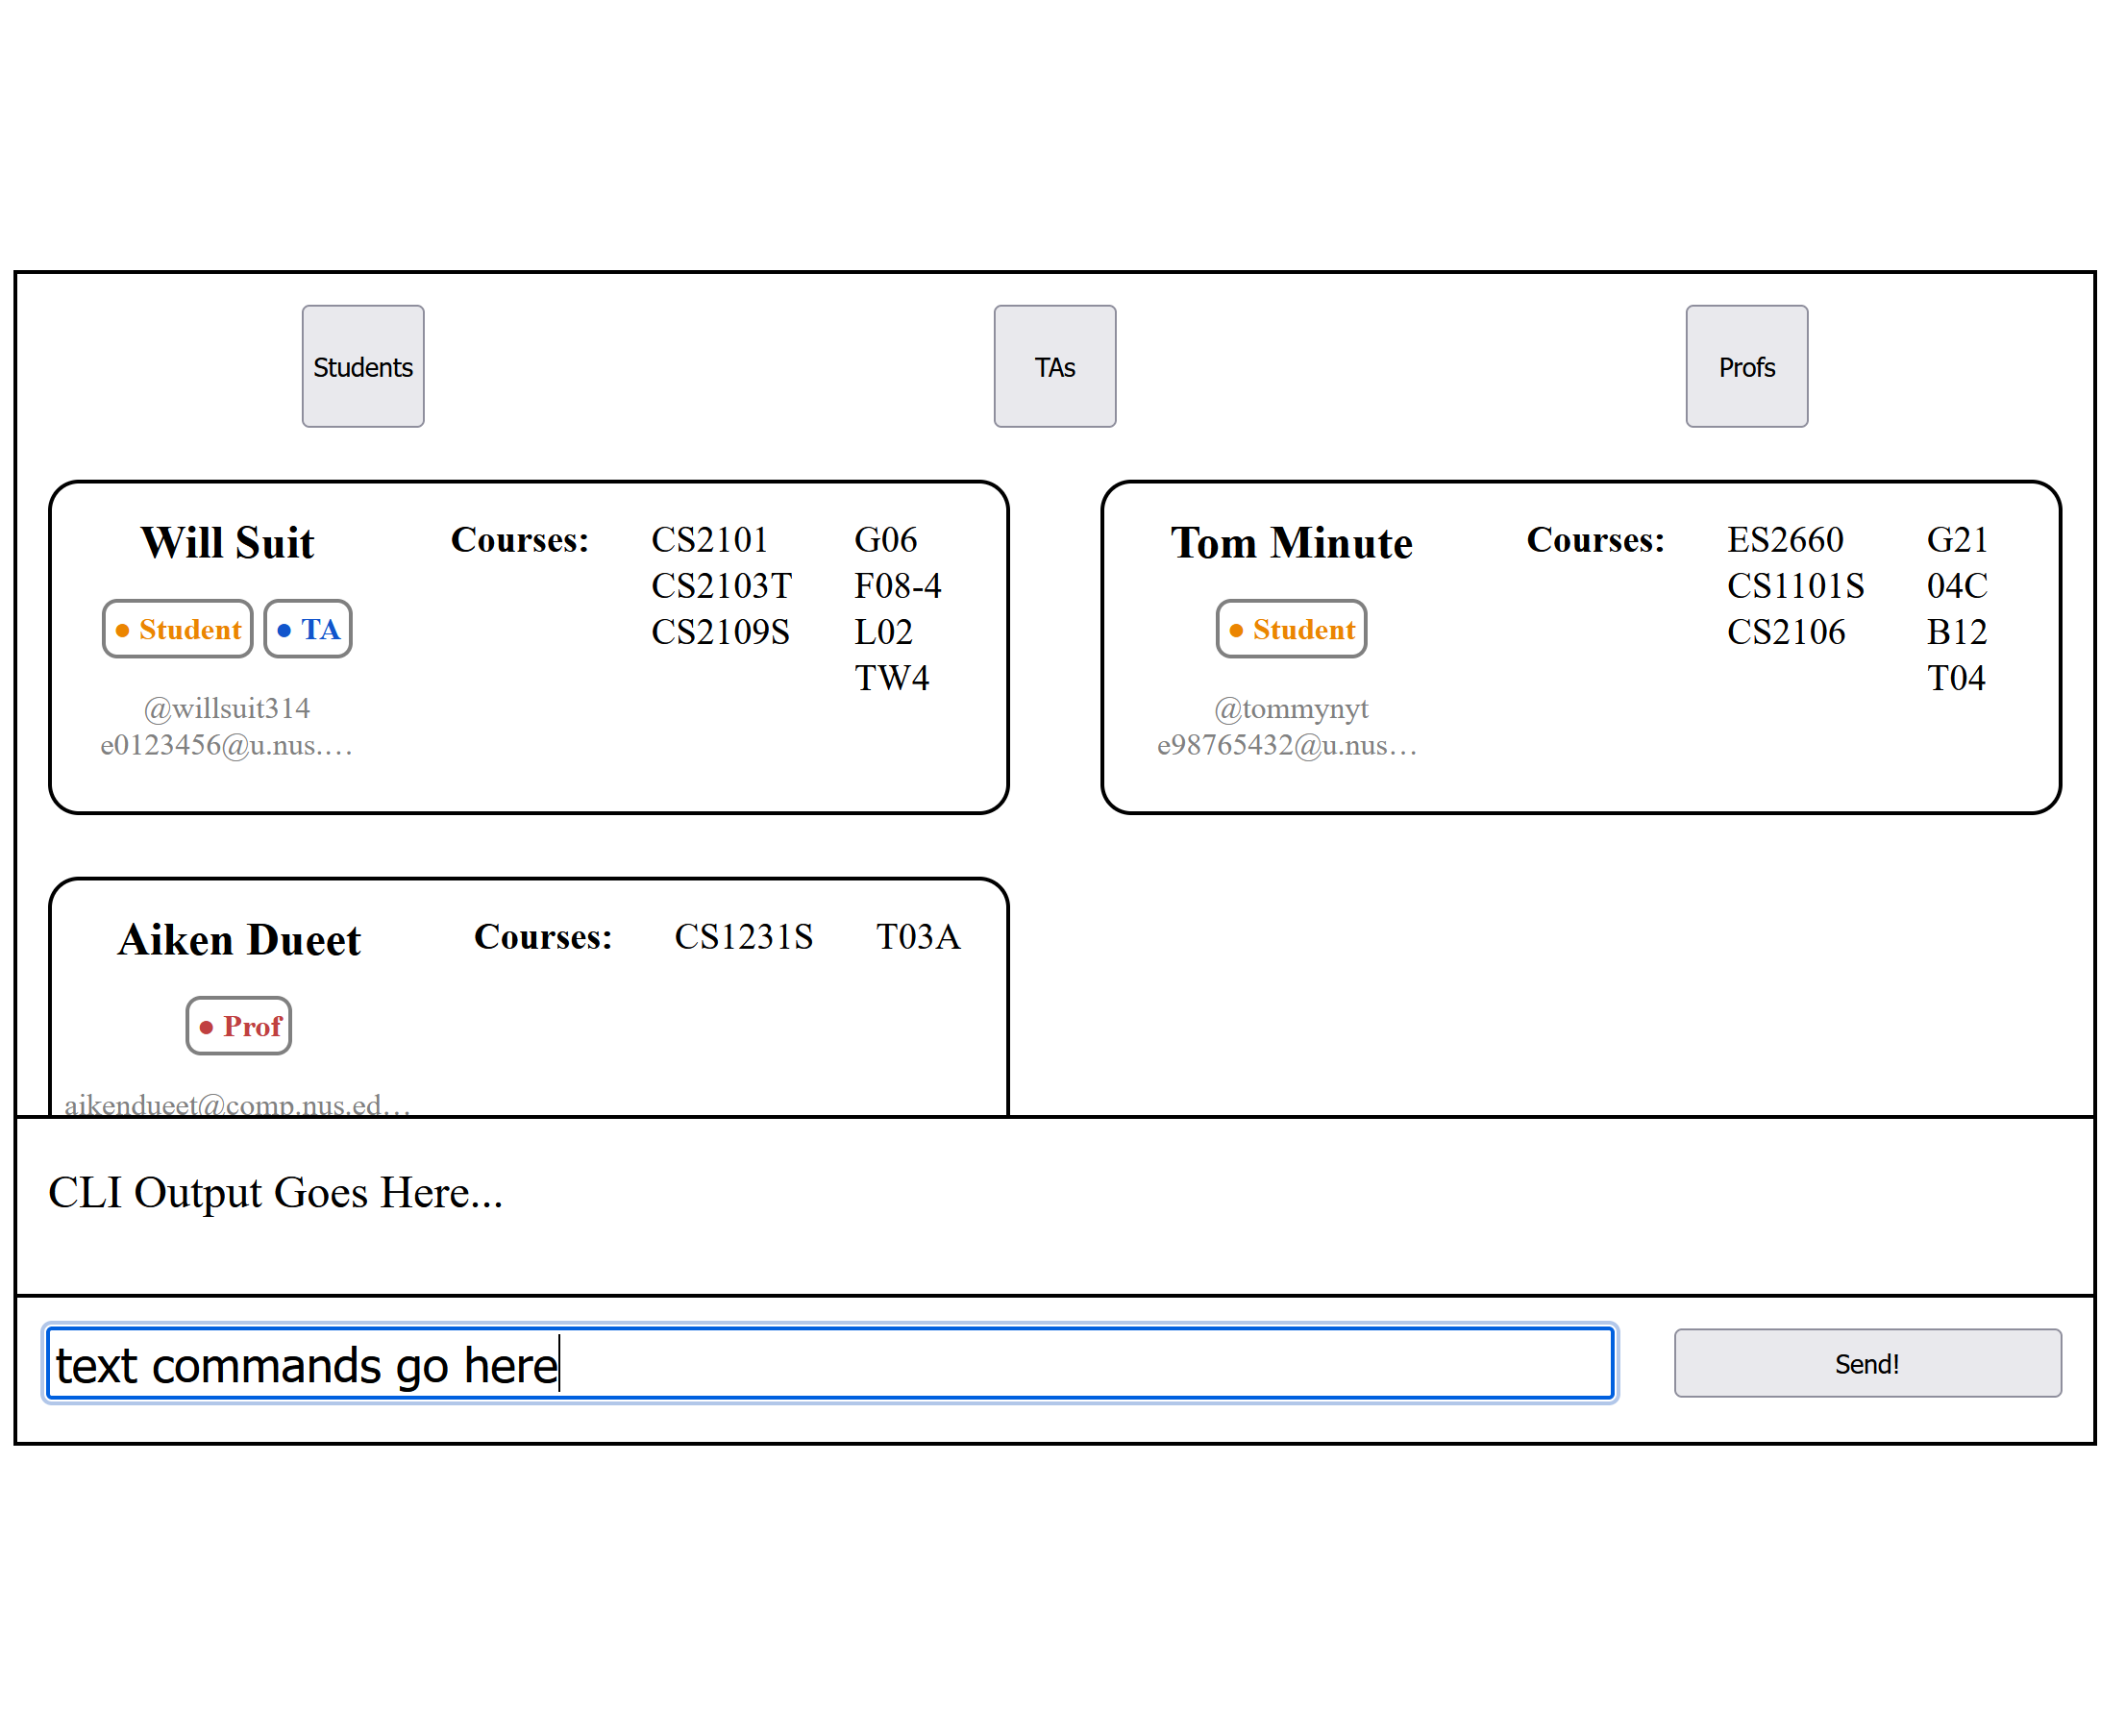 Students
TAs
Profs
Will Suit
• Student
• TA
@willsuit314
e0123456@u.nus.…
Courses:
CS2101
CS2103T
CS2109S
G06
F08-4
L02
TW4
Tom Minute
• Student
@tommynyt
e98765432@u.nus…
Courses:
ES2660
CS1101S
CS2106
G21
04C
B12
T04
Aiken Dueet
• Prof
aikendueet@comp.nus.ed…
Courses:
CS1231S
T03A
CLI Output Goes Here...
text commands go here
Send!